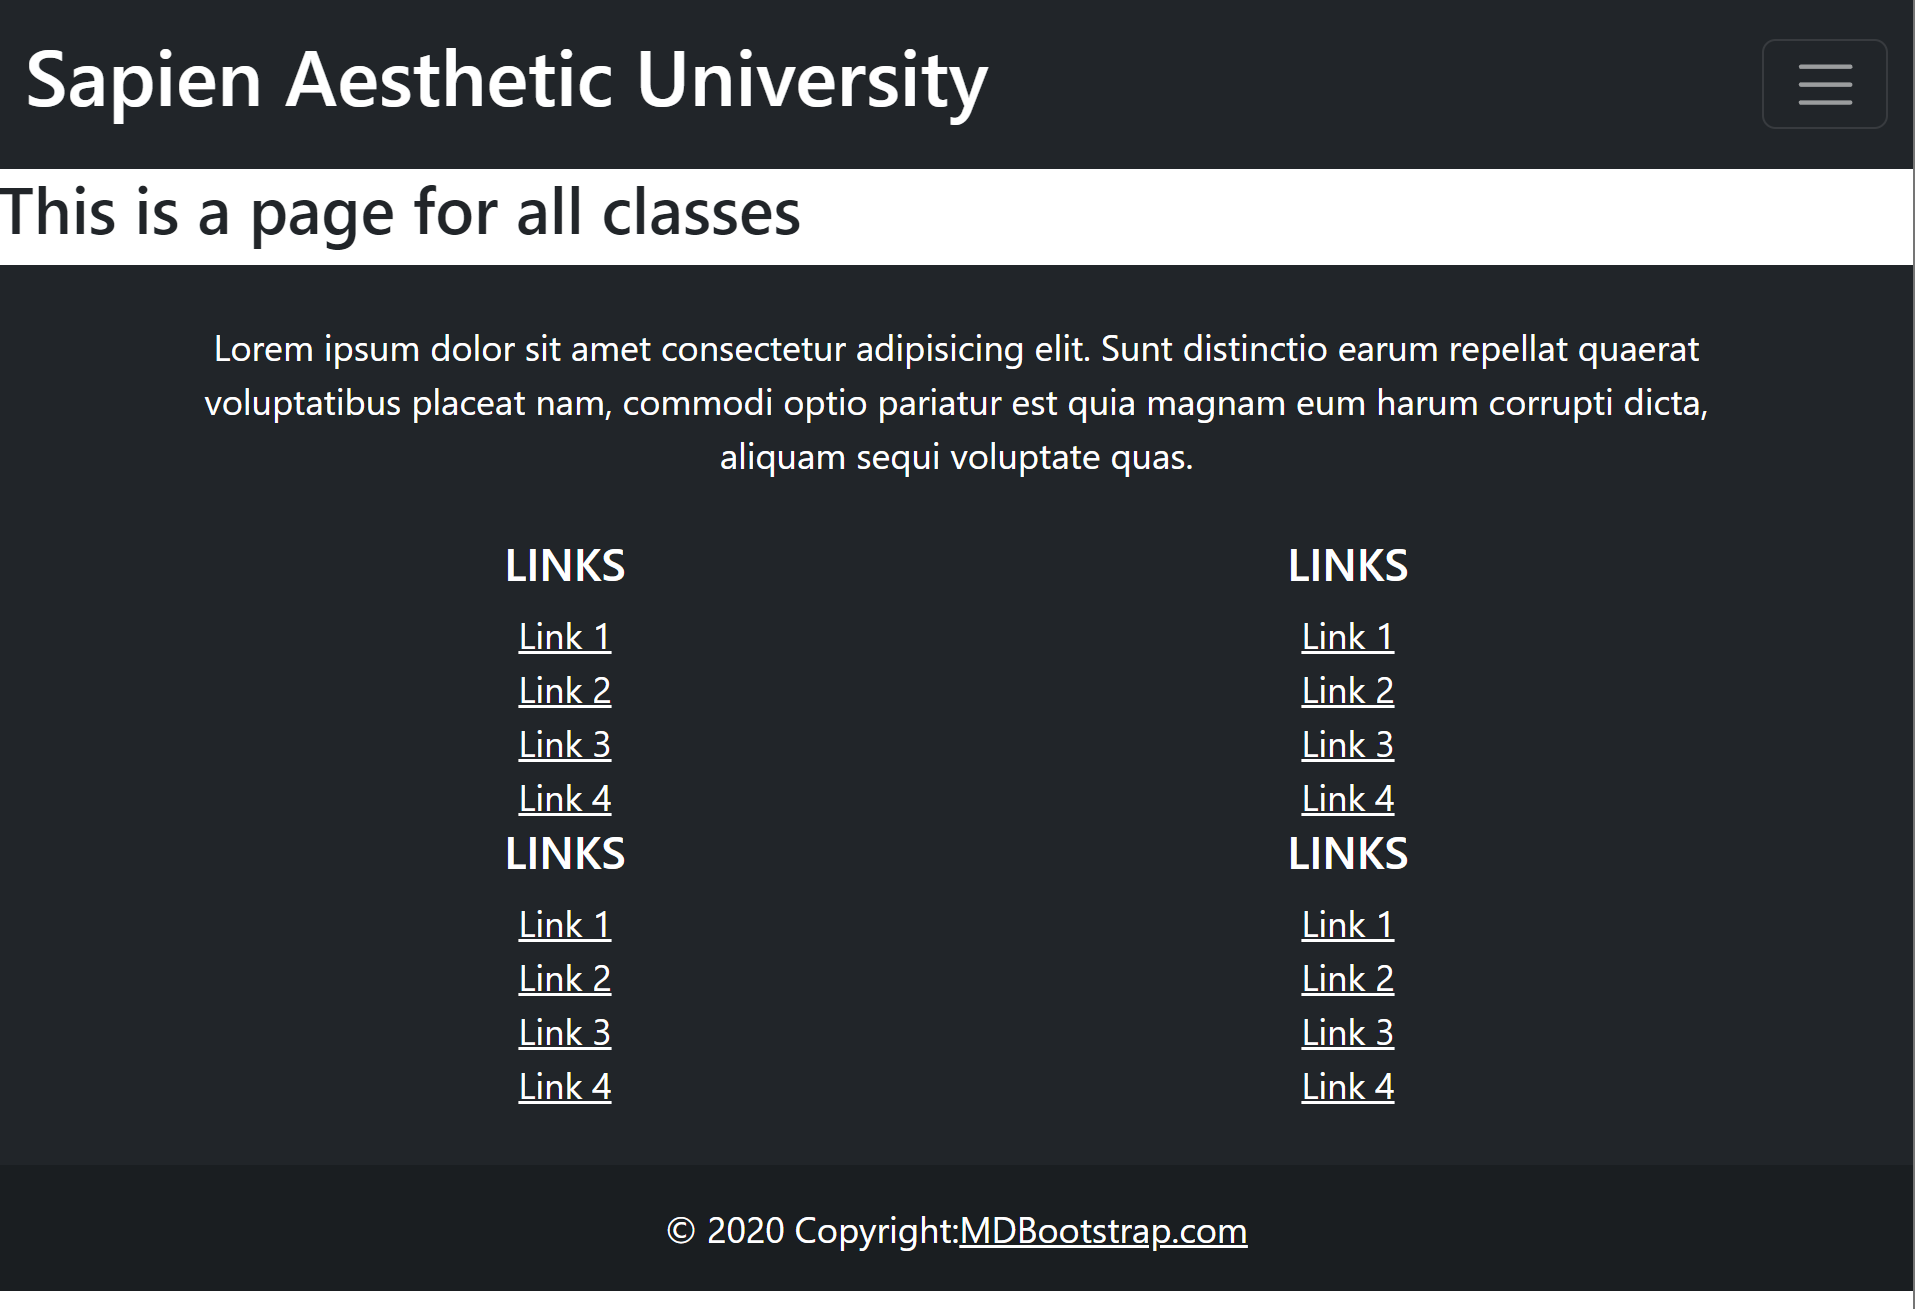 Sapien Aesthetic University
This is a page for all classes
Lorem ipsum dolor sit amet consectetur adipisicing elit. Sunt distinctio earum repellat quaerat
voluptatibus placeat nam, commodi optio pariatur est quia magnam eum harum corrupti dicta,
aliquam sequi voluptate quas.
LINKS
Link 1
Link 2
Link 3
Link 4
LINKS
Link 1
Link 2
Link 3
Link 4
LINKS
Link 1
Link 2
Link 3
Link 4
LINKS
Link 1
Link 2
Link 3
Link 4
© 2020 Copyright:MDBootstrap.com